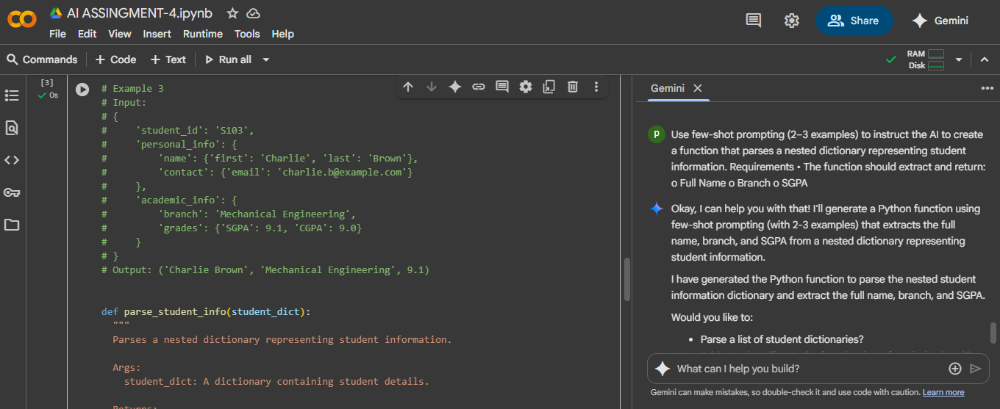 AI ASSINGMENT-4.ipynb
File Edit View Insert Runtime Tools Help
Share
Gemini
Commands + Code + Text Run all
RAM
Disk
[3]
0s
# Example 3
# Input:
# {
#     'student_id': 'S103',
#     'personal_info': {
#         'name': {'first': 'Charlie', 'last': 'Brown'},
#         'contact': {'email': 'charlie.b@example.com'}
#     },
#     'academic_info': {
#         'branch': 'Mechanical Engineering',
#         'grades': {'SGPA': 9.1, 'CGPA': 9.0}
#     }
# }
# Output: ('Charlie Brown', 'Mechanical Engineering', 9.1)
def parse_student_info(student_dict):
  """
  Parses a nested dictionary representing student information.
  Args:
    student_dict: A dictionary containing student details.
  Returns:
Gemini
P
Use few-shot prompting (2–3 examples) to instruct the AI to create
a function that parses a nested dictionary representing student
information. Requirements • The function should extract and return:
o Full Name o Branch o SGPA
Okay, I can help you with that! I'll generate a Python function using
few-shot prompting (with 2-3 examples) that extracts the full
name, branch, and SGPA from a nested dictionary representing
student information.
I have generated the Python function to parse the nested student
information dictionary and extract the full name, branch, and SGPA.
Would you like to:
• Parse a list of student dictionaries?
What can I help you build?
Gemini can make mistakes, so double-check it and use code with caution. Learn more